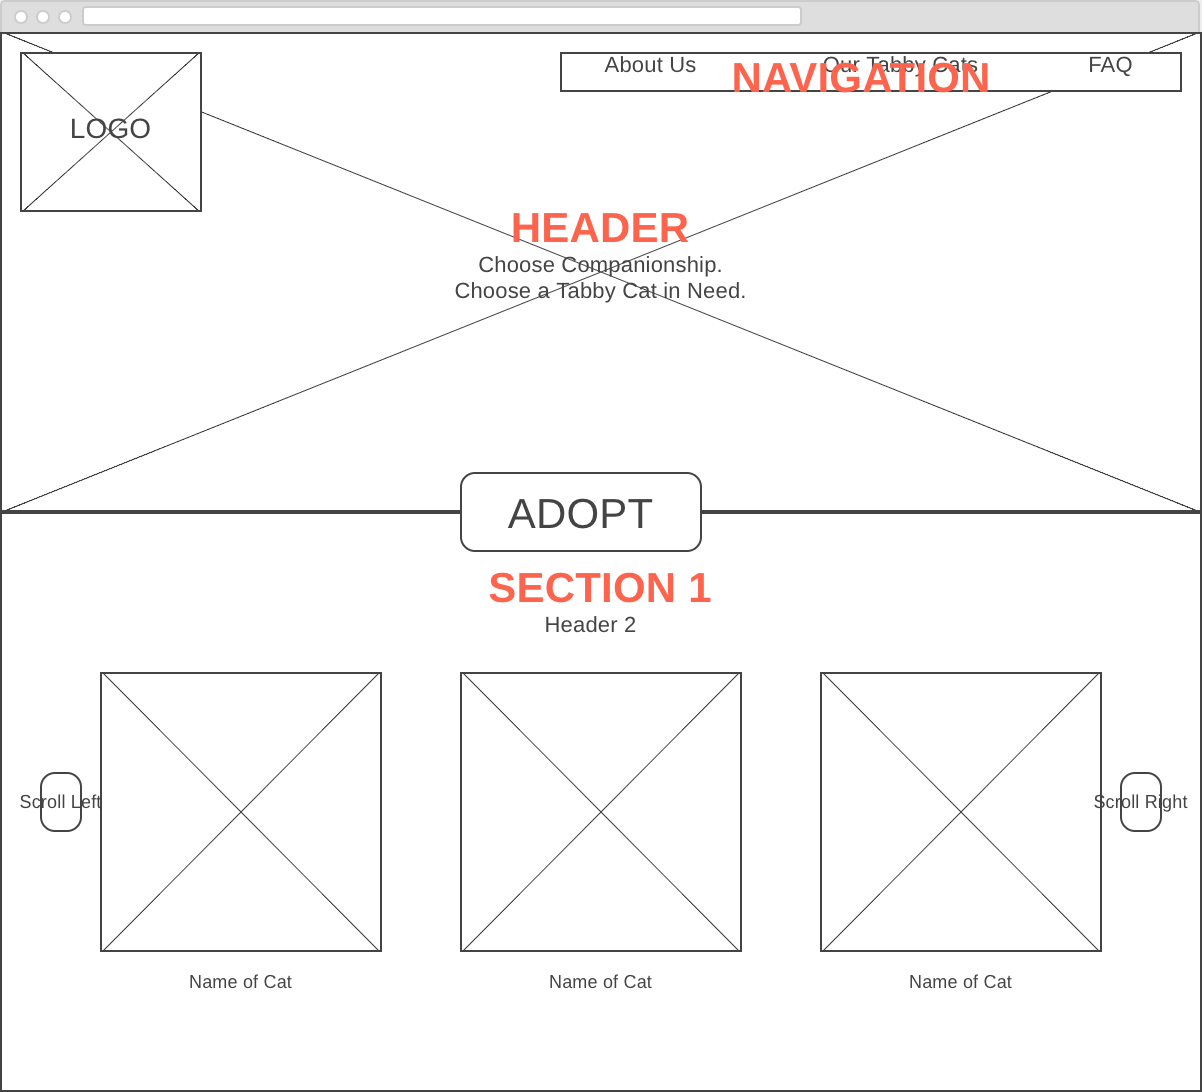 About Us
Our Tabby Cats
FAQ
NAVIGATION
LOGO
HEADER
Choose Companionship.
Choose a Tabby Cat in Need.
ADOPT
SECTION 1
Header 2
Scroll Left
Scroll Right
Name of Cat
Name of Cat
Name of Cat